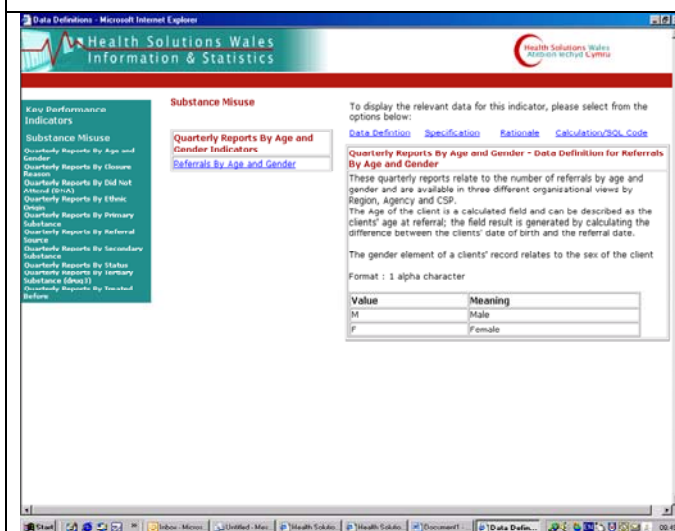 Data Definitions - Microsoft Internet Explorer
Health Solutions Wales
Information & Statistics
Health Solutions Wales
Atebion Iechyd Cymru
Key Performance
Indicators
Substance Misuse
Quarterly Reports By Age and
Gender
Quarterly Reports By Closure
Reason
Quarterly Reports By Did Not
Attend (DNA)
Quarterly Reports By Ethnic
Origin
Quarterly Reports By Primary
Substance
Quarterly Reports By Referral
Source
Quarterly Reports By Secondary
Substance
Quarterly Reports By Status
Quarterly Reports By Tertiary
Substance (drug3)
Quarterly Reports By Treated
Before
Substance Misuse
Quarterly Reports By Age and
Gender Indicators
Referrals By Age and Gender
To display the relevant data for this indicator, please select from the
options below:
Data Defintion Specification Rationale Calculation/SQL Code
Quarterly Reports By Age and Gender - Data Definition for Referrals
By Age and Gender
These quarterly reports relate to the number of referrals by age and
gender and are available in three different organisational views by
Region, Agency and CSP.
The Age of the client is a calculated field and can be described as the
clients' age at referral; the field result is generated by calculating the
difference between the clients' date of birth and the referral date.
The gender element of a clients' record relates to the sex of the client
Format : 1 alpha character
Value Meaning
M Male
F Female
Start Inbox - Micros... Untitled - Mes... Health Solutio... Health Solutio... Document1 - ... Data Defin...